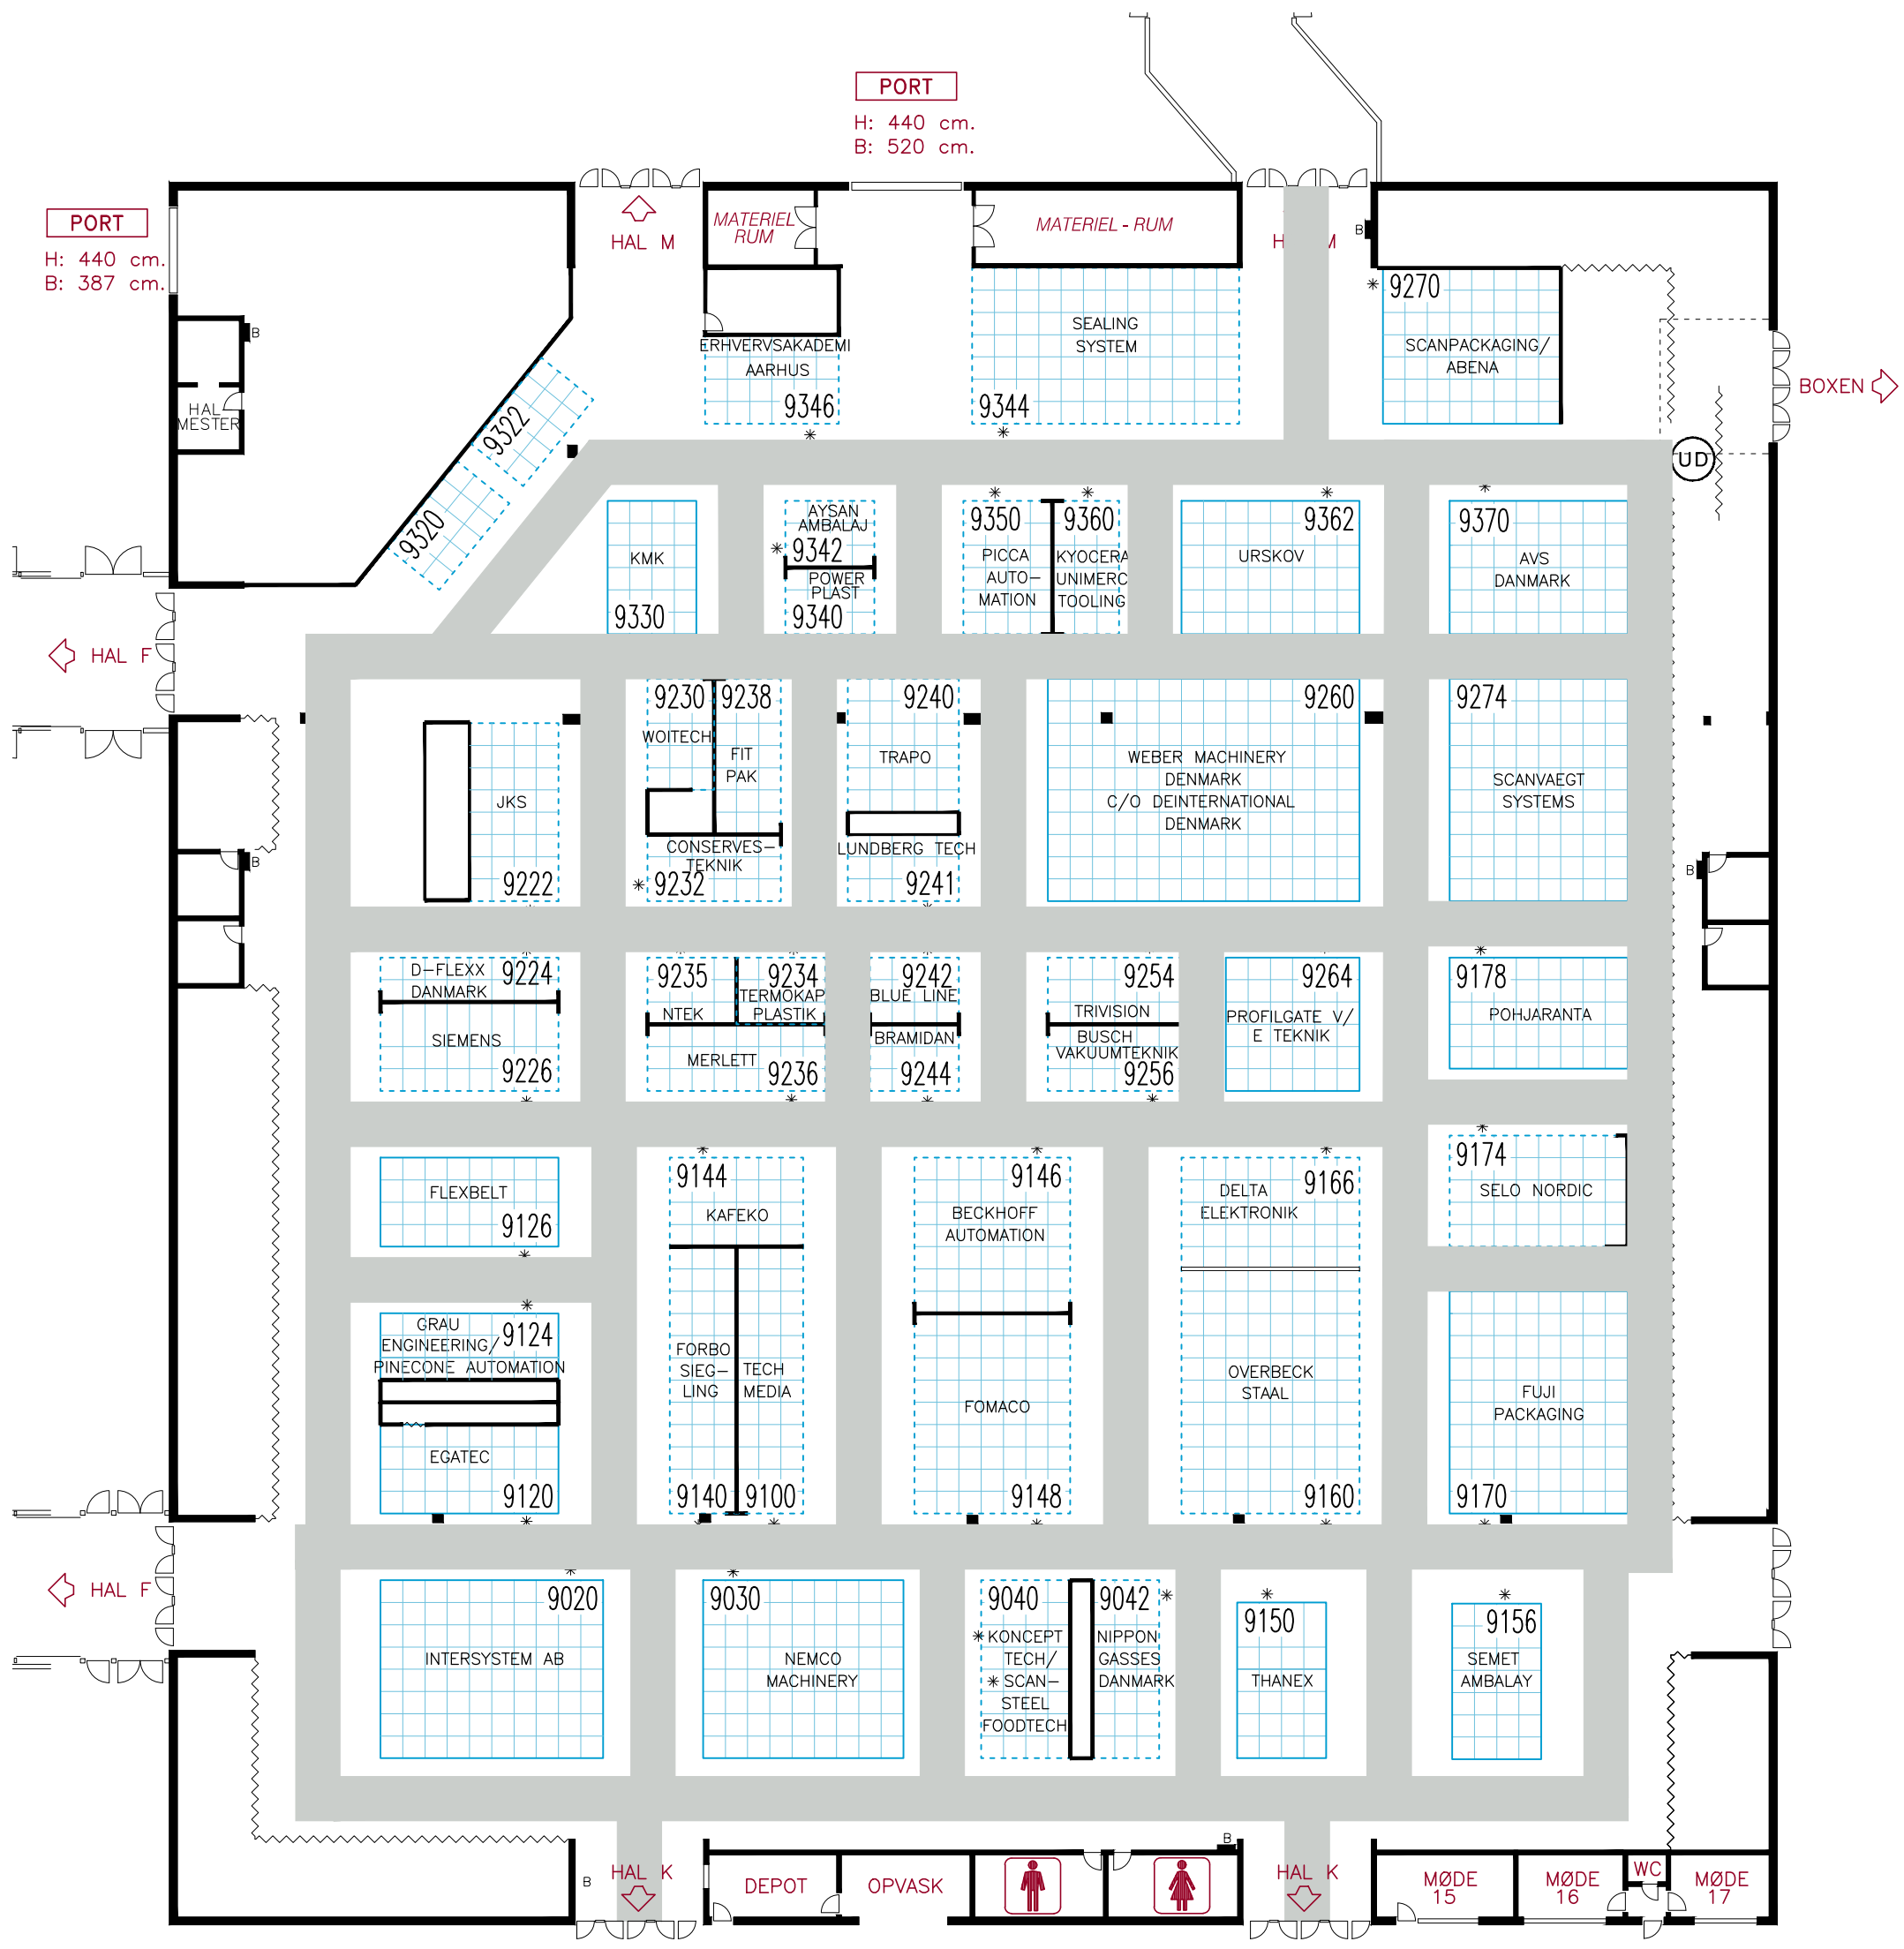 PORT
H: 440 cm.
B: 520 cm.
PORT
H: 440 cm.
B: 387 cm.
HAL M
MATERIEL
RUM
MATERIEL - RUM
B
9270
SCANPACKAGING/
ABENA
SEALING
SYSTEM
9344
ERHVERVSAKADEMI
AARHUS
9346
B
HAL
MESTER
9322
9320
BOXEN
UD
KMK
9330
AYSAN
AMBALAJ
9342
POWER
PLAST
9340
9350
PICCA
AUTO-
MATION
9360
KYOCERA
UNIMERC
TOOLING
9362
URSKOV
9370
AVS
DANMARK
HAL F
JKS
9222
9230
WOITECH
9238
FIT
PAK
CONSERVES-
TEKNIK
9232
9240
TRAPO
LUNDBERG TECH
9241
9260
WEBER MACHINERY
DENMARK
C/O DEINTERNATIONAL
DENMARK
9274
SCANVAEGT
SYSTEMS
B
B
D-FLEXX
DANMARK
9224
SIEMENS
9226
9235
NTEK
9234
TERMOKAP
PLASTIK
MERLETT
9236
9242
BLUE LINE
BRAMIDAN
9244
9254
TRIVISION
BUSCH
VAKUUMTEKNIK
9256
9264
PROFILGATE V/
E TEKNIK
9178
POHJARANTA
FLEXBELT
9126
9144
KAFEKO
9146
BECKHOFF
AUTOMATION
DELTA
ELEKTRONIK
9166
9174
SELO NORDIC
GRAU
ENGINEERING/
PINECONE AUTOMATION
9124
EGATEC
9120
FORBO
SIEG-
LING
9140
TECH
MEDIA
9100
FOMACO
9148
OVERBECK
STAAL
9160
FUJI
PACKAGING
9170
HAL F
9020
INTERSYSTEM AB
9030
NEMCO
MACHINERY
9040
* KONCEPT
TECH/
* SCAN-
STEEL
FOODTECH
9042
NIPPON
GASSES
DANMARK
9150
THANEX
9156
SEMET
AMBALAY
B
B
HAL K
DEPOT
OPVASK
HAL K
MØDE
15
MØDE
16
WC
MØDE
17